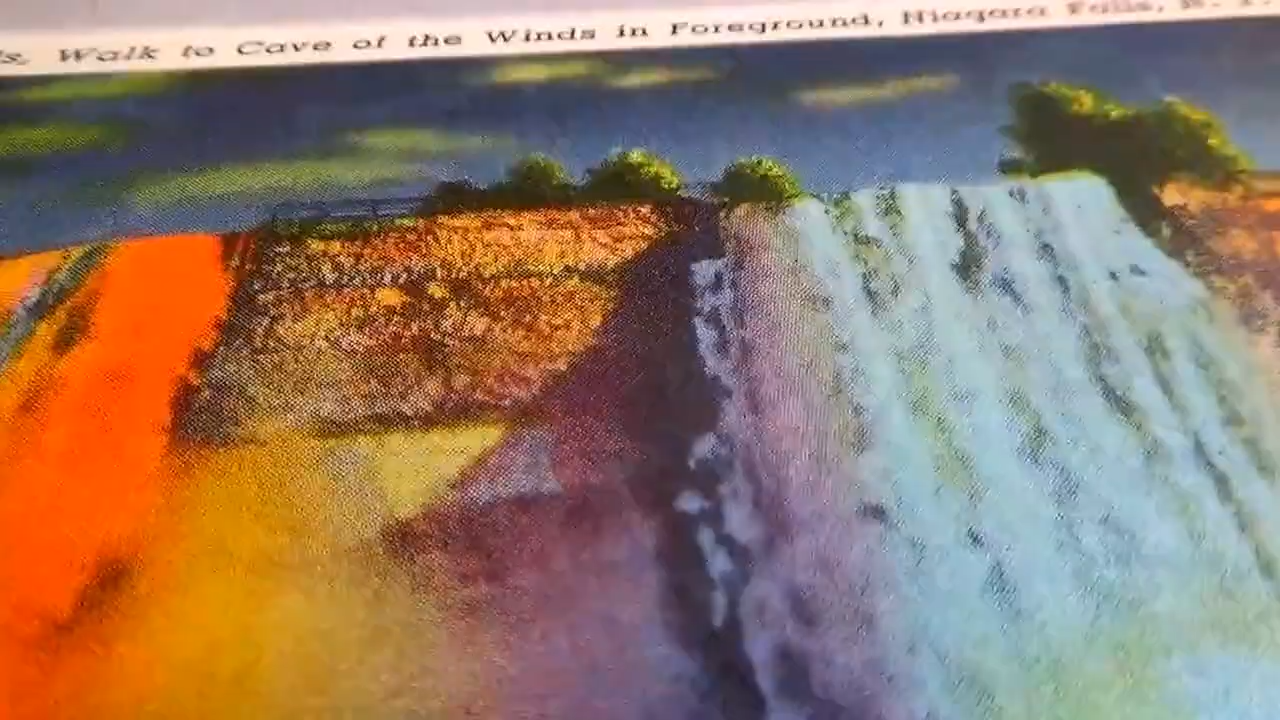 s, Walk to Cave of the Winds in Foreground, Niagara Falls, N. Y.